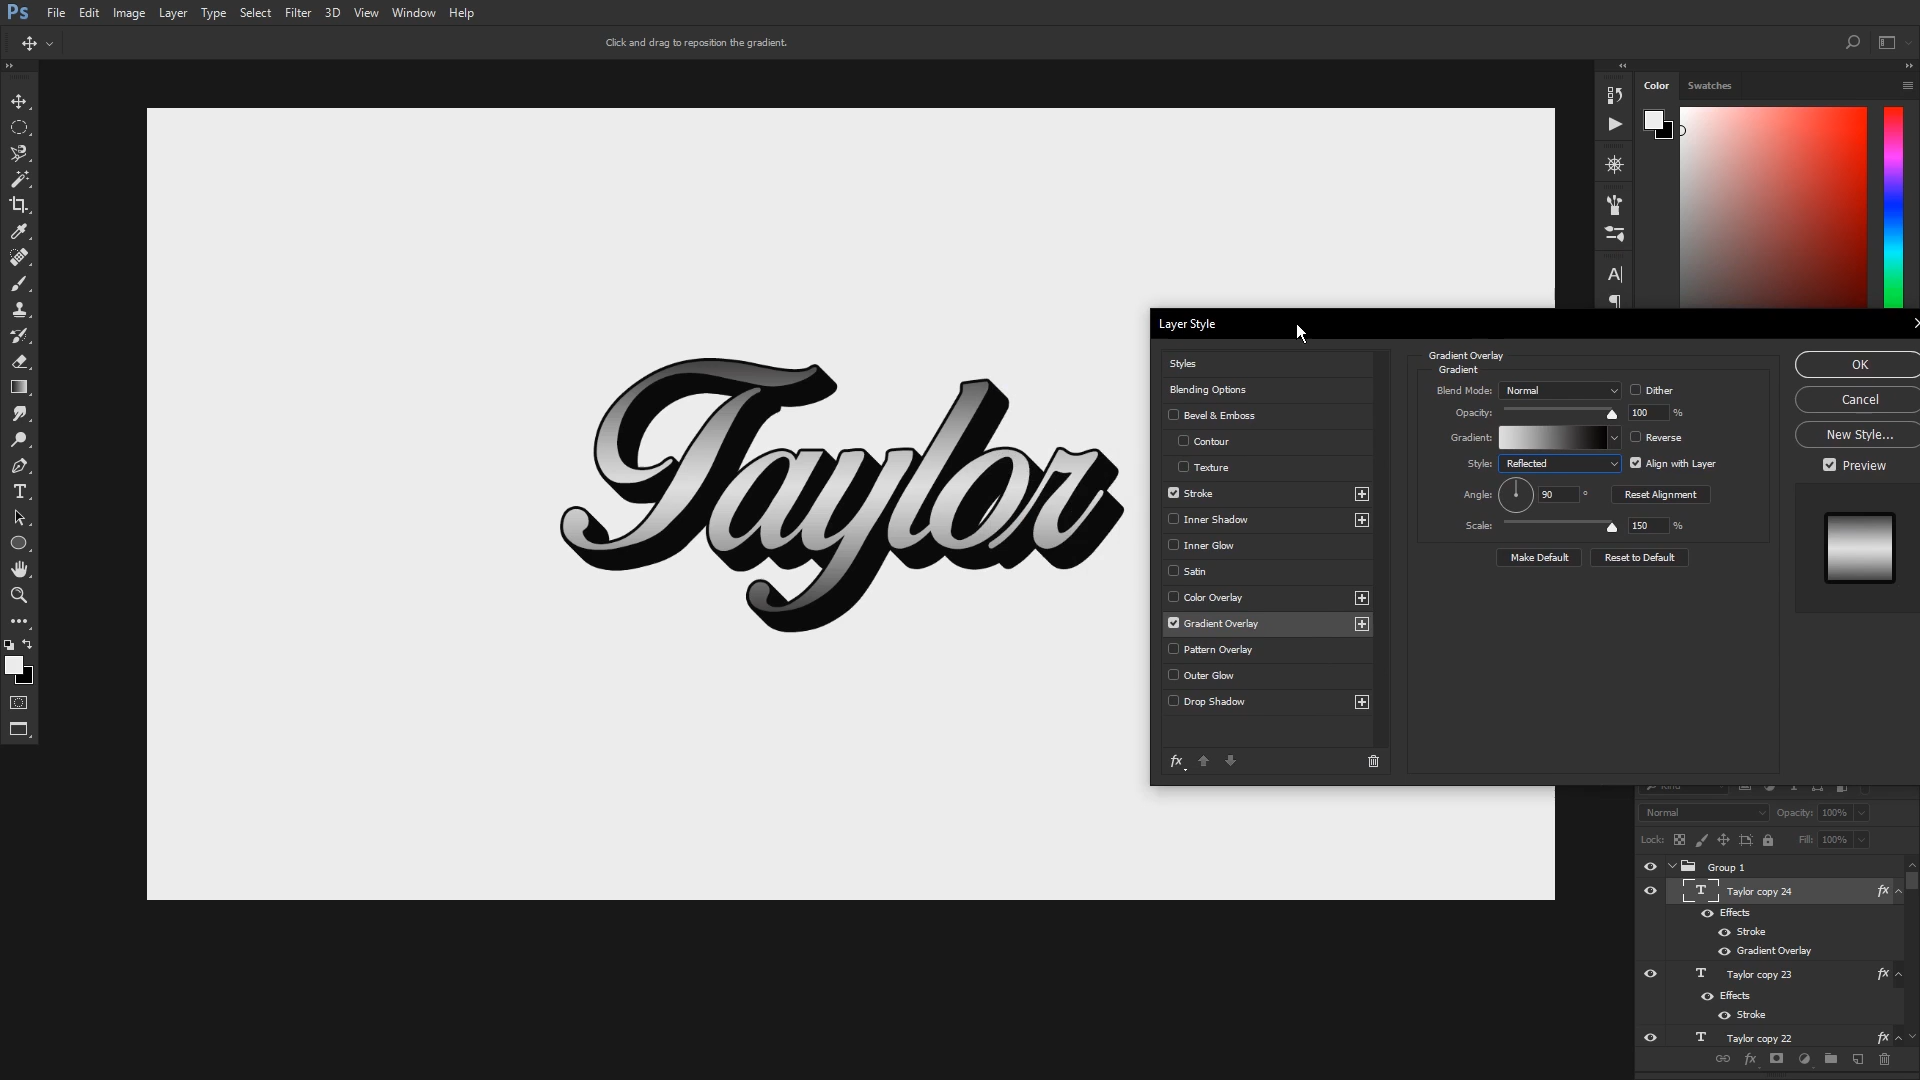 Ps File Edit Image Layer Type Select Filter 3D View Window Help
Click and drag to reposition the gradient.
Color Swatches
Taylor
Layer Style
Styles
Blending Options
Bevel & Emboss
Contour
Texture
Stroke
Inner Shadow
Inner Glow
Satin
Color Overlay
Gradient Overlay
Pattern Overlay
Outer Glow
Drop Shadow
fx
Gradient Overlay
Gradient
Blend Mode: Normal Dither
Opacity: 100 %
Gradient: Reverse
Style: Reflected Align with Layer
Angle: 90 ° Reset Alignment
Scale: 150 %
Make Default Reset to Default
OK
Cancel
New Style...
Preview
Normal Opacity: 100%
Lock: Fill: 100%
Group 1
T Taylor copy 24 fx
Effects
Stroke
Gradient Overlay
T Taylor copy 23 fx
Effects
Stroke
T Taylor copy 22 fx
fx